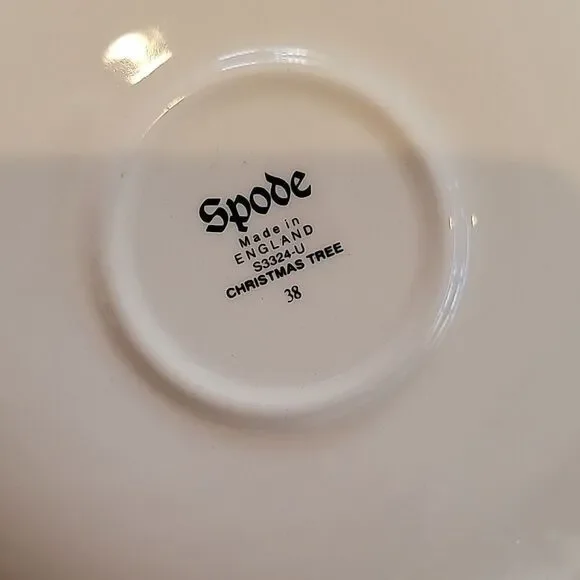 Spode
Made in
ENGLAND
S3324-U
CHRISTMAS TREE
38